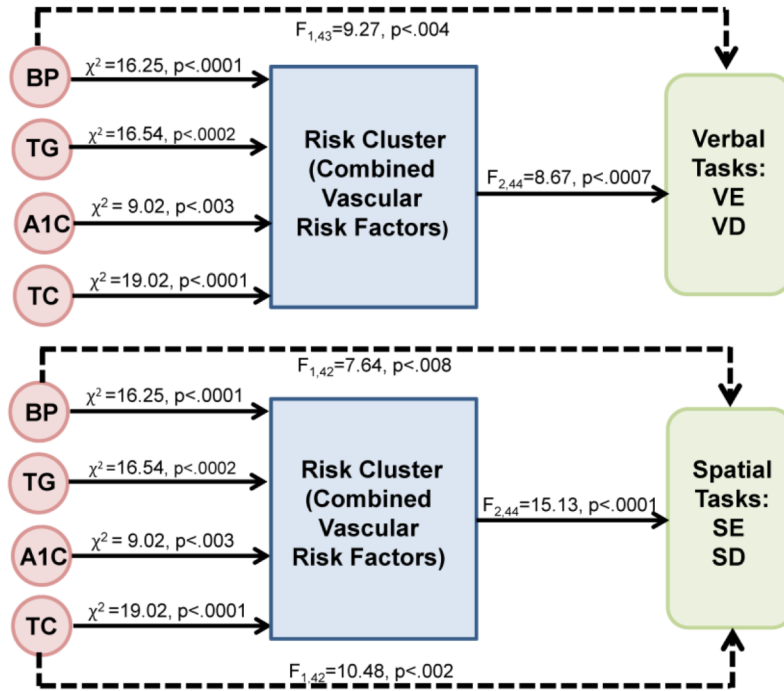 F1,43=9.27, p<.004
BP
χ² =16.25, p<.0001
TG
χ² =16.54, p<.0002
A1C
χ² = 9.02, p<.003
TC
χ² =19.02, p<.0001
Risk Cluster
(Combined
Vascular
Risk Factors)
F2,44=8.67, p<.0007
Verbal
Tasks:
VE
VD
F1,42=7.64, p<.008
BP
χ² =16.25, p<.0001
TG
χ² =16.54, p<.0002
A1C
χ² = 9.02, p<.003
TC
χ² =19.02, p<.0001
Risk Cluster
(Combined
Vascular
Risk Factors)
F2,44=15.13, p<.0001
Spatial
Tasks:
SE
SD
F1,42=10.48, p<.002